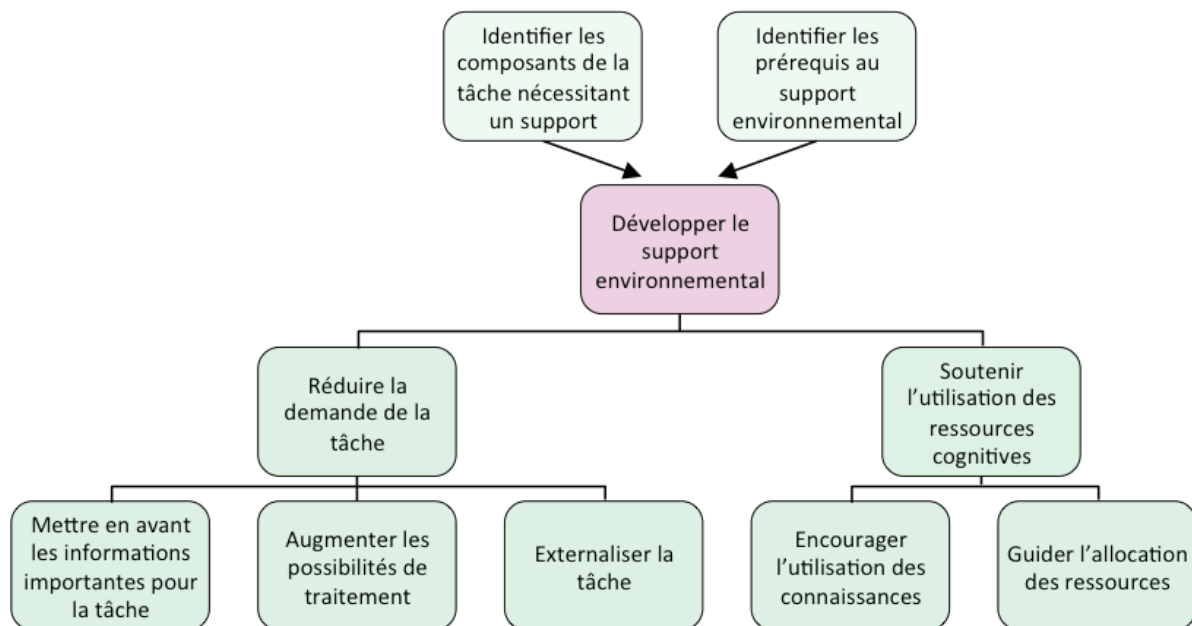 Identifier les
composants de la
tâche nécessitant
un support
Identifier les
prérequis au
support
environmental
Développer le
support
environnemental
Réduire la
demande de la
tâche
Soutenir
l'utilisation des
ressources
cognitives
Mettre en avant
les informations
importantes pour
la tâche
Augmenter les
possibilités de
traitement
Externaliser la
tâche
Encourager
l'utilisation des
connaissances
Guider l'allocation
des ressources